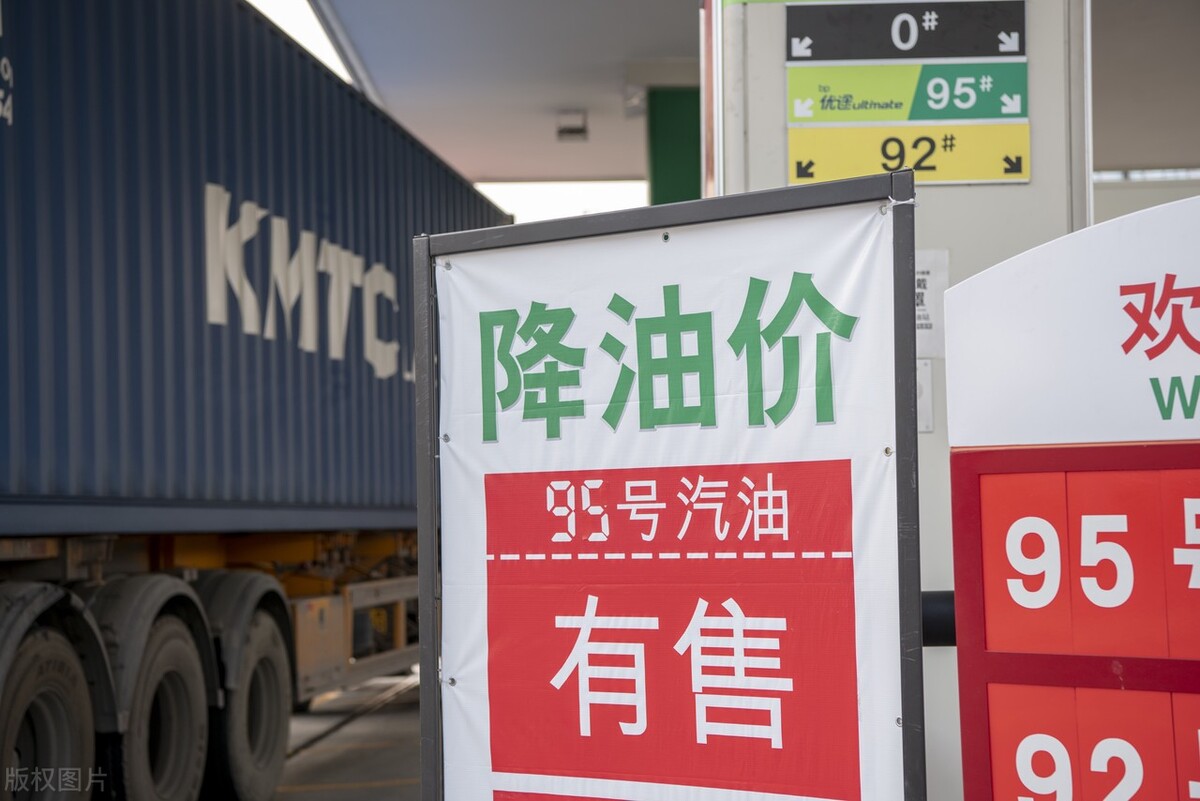 0#
bp
优途ultimate 95#
92#
KMTC
降油价
95号汽油
有售
欢
W
95
92
版权图片